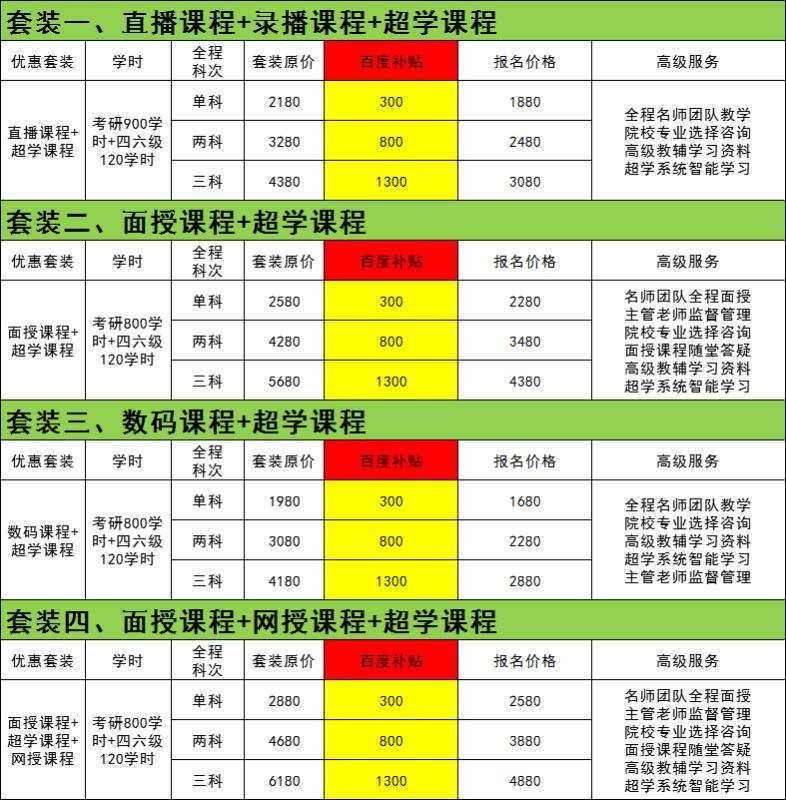 套装一、直播课程+录播课程+超学课程
优惠套装 学时 全程科次 套装原价 百度补贴 报名价格 高级服务
直播课程+
超学课程
考研900学
时+四六级
120学时
单科 2180 300 1880
两科 3280 800 2480
三科 4380 1300 3080
全程名师团队教学
院校专业选择咨询
高级教辅学习资料
超学系统智能学习
套装二、面授课程+超学课程
优惠套装 学时 全程科次 套装原价 百度补贴 报名价格 高级服务
面授课程+
超学课程
考研800学
时+四六级
120学时
单科 2580 300 2280
两科 4280 800 3480
三科 5680 1300 4380
名师团队全程面授
主管老师监督管理
院校专业选择咨询
面授课程随堂答疑
高级教辅学习资料
超学系统智能学习
套装三、数码课程+超学课程
优惠套装 学时 全程科次 套装原价 百度补贴 报名价格 高级服务
数码课程+
超学课程
考研800学
时+四六级
120学时
单科 1980 300 1680
两科 3080 800 2280
三科 4180 1300 2880
全程名师团队教学
院校专业选择咨询
高级教辅学习资料
超学系统智能学习
主管老师监督管理
套装四、面授课程+网授课程+超学课程
优惠套装 学时 全程科次 套装原价 百度补贴 报名价格 高级服务
面授课程+
超学课程+
网授课程
考研800学
时+四六级
120学时
单科 2880 300 2580
两科 4680 800 3880
三科 6180 1300 4880
名师团队全程面授
主管老师监督管理
院校专业选择咨询
面授课程随堂答疑
高级教辅学习资料
超学系统智能学习